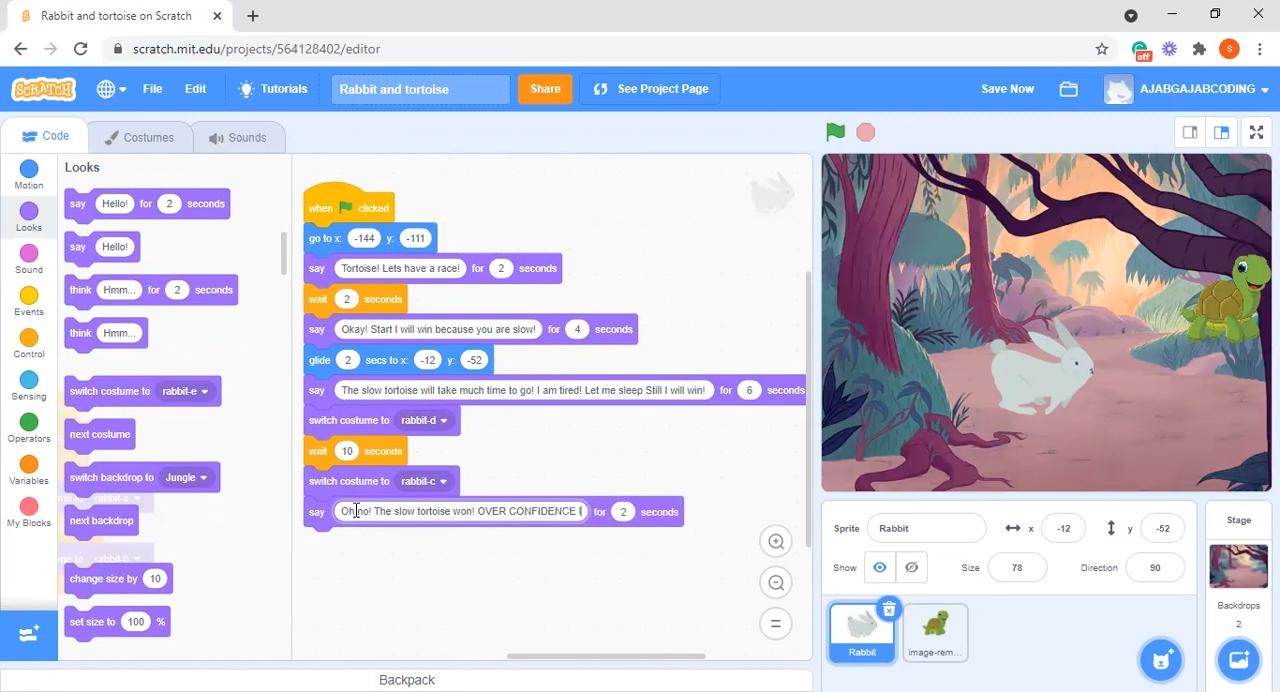 Rabbit and tortoise on Scratch
scratch.mit.edu/projects/564128402/editor
off
S
SCRATCH
File
Edit
Tutorials
Rabbit and tortoise
Share
See Project Page
Save Now
AJABGAJABCODING
Code
Costumes
Sounds
Motion
Looks
Sound
Events
Control
Sensing
Operators
Variables
My Blocks
Looks
say Hello! for 2 seconds
say Hello!
think Hmm... for 2 seconds
think Hmm...
switch costume to rabbit-e
next costume
switch backdrop to Jungle
next backdrop
change size by 10
set size to 100 %
when clicked
go to x: -144 y: -111
say Tortoise! Lets have a race! for 2 seconds
wait 2 seconds
say Okay! Start I will win because you are slow! for 4 seconds
glide 2 secs to x: -12 y: -52
say The slow tortoise will take much time to go! I am tired! Let me sleep Still I will win! for 6 seconds
switch costume to rabbit-d
wait 10 seconds
switch costume to rabbit-c
say Oh no! The slow tortoise won! OVER CONFIDENCE for 2 seconds
Backpack
Sprite Rabbit x -12 y -52
Show Size 78 Direction 90
Rabbit
image-rem...
Stage
Backdrops
2